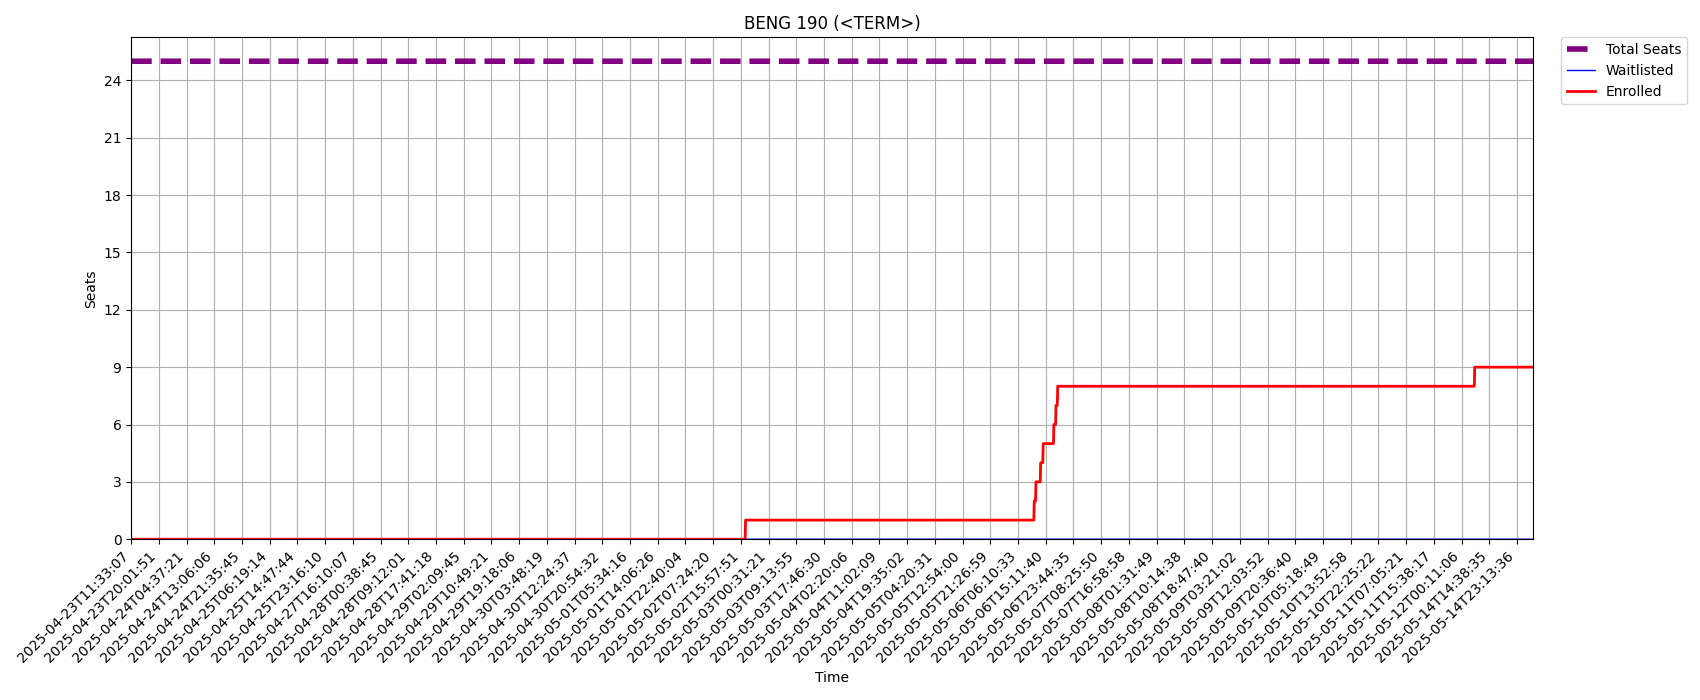 BENG 190 (<TERM>)
Total Seats
Waitlisted
Enrolled
24
21
18
15
12
9
6
3
0
Seats
2025-04-23T11:33:07
2025-04-23T20:01:51
2025-04-24T04:37:21
2025-04-24T13:06:06
2025-04-24T21:35:45
2025-04-25T06:19:14
2025-04-25T14:47:44
2025-04-25T23:16:10
2025-04-27T16:10:07
2025-04-28T00:38:45
2025-04-28T09:12:01
2025-04-28T17:41:18
2025-04-29T02:09:45
2025-04-29T10:49:21
2025-04-29T19:18:06
2025-04-30T03:48:19
2025-04-30T12:24:37
2025-04-30T20:54:32
2025-05-01T05:34:16
2025-05-01T14:06:26
2025-05-01T22:40:04
2025-05-02T07:24:20
2025-05-02T15:57:51
2025-05-03T00:31:21
2025-05-03T09:13:55
2025-05-03T17:46:30
2025-05-04T02:20:06
2025-05-04T11:02:09
2025-05-04T19:35:02
2025-05-05T04:20:31
2025-05-05T12:54:00
2025-05-05T21:26:59
2025-05-06T06:10:33
2025-05-06T15:11:40
2025-05-06T23:44:35
2025-05-07T08:25:50
2025-05-07T16:58:58
2025-05-08T01:31:49
2025-05-08T10:14:38
2025-05-08T18:47:40
2025-05-09T03:21:02
2025-05-09T12:03:52
2025-05-09T20:36:40
2025-05-10T05:18:49
2025-05-10T13:52:58
2025-05-10T22:25:22
2025-05-11T07:05:21
2025-05-11T15:38:17
2025-05-12T00:11:06
2025-05-14T14:38:35
2025-05-14T23:13:36
Time